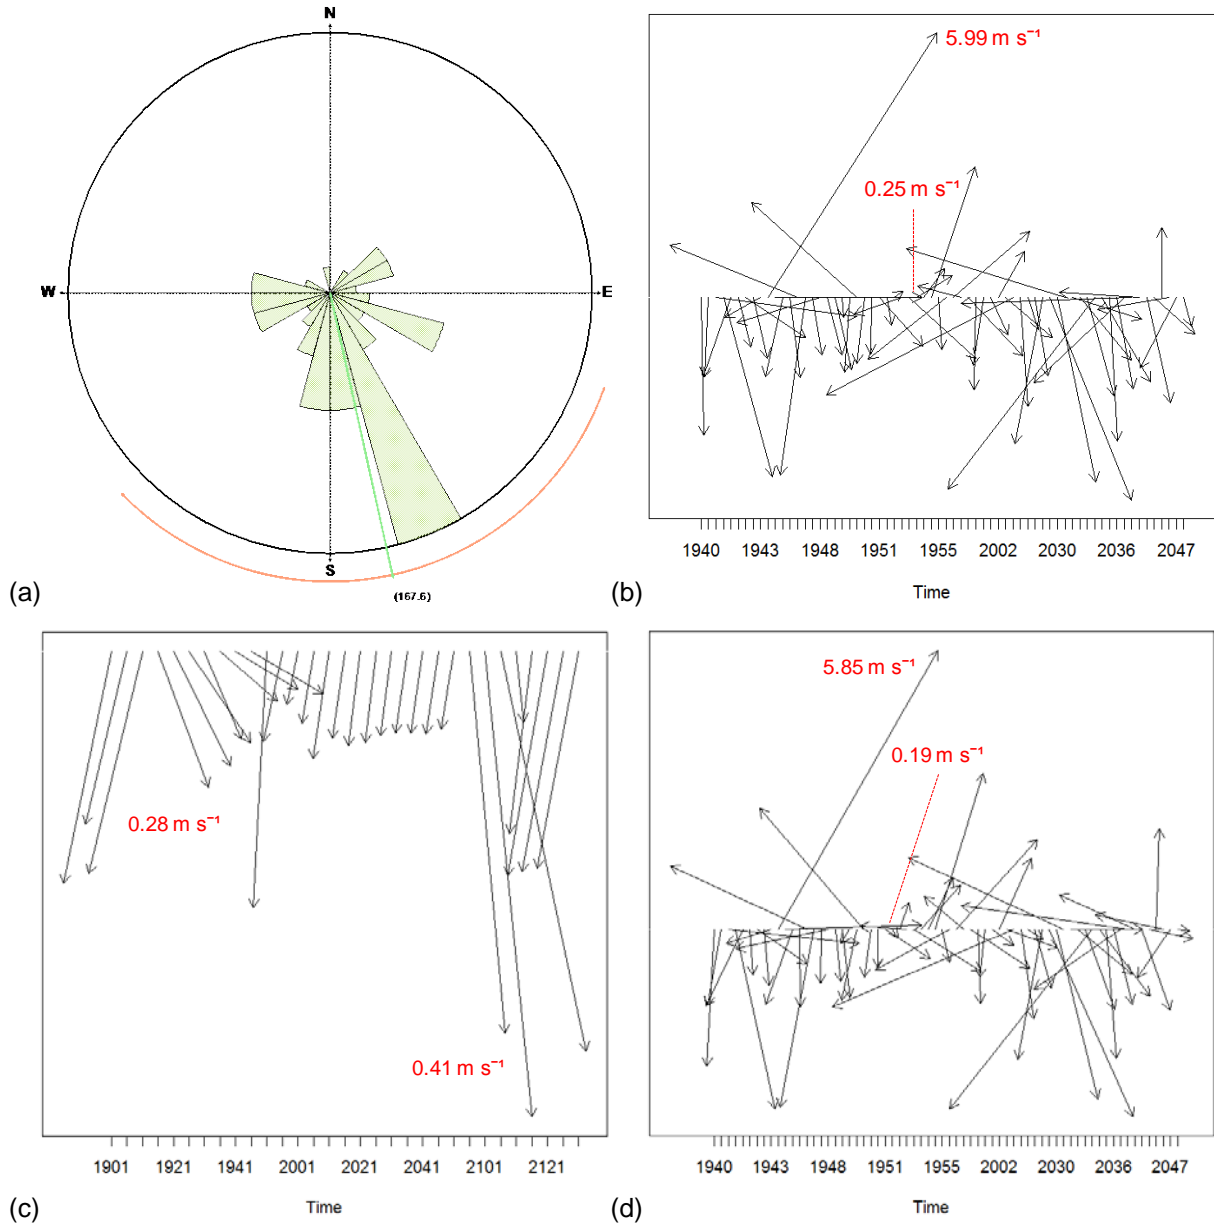 N
W
E
S
(167.6)
(a)
5.99 m s⁻¹
0.25 m s⁻¹
1940 1943 1948 1951 1955 2002 2030 2036 2047
Time
(b)
0.28 m s⁻¹
0.41 m s⁻¹
1901 1921 1941 2001 2021 2041 2101 2121
Time
(c)
5.85 m s⁻¹
0.19 m s⁻¹
1940 1943 1948 1951 1955 2002 2030 2036 2047
Time
(d)